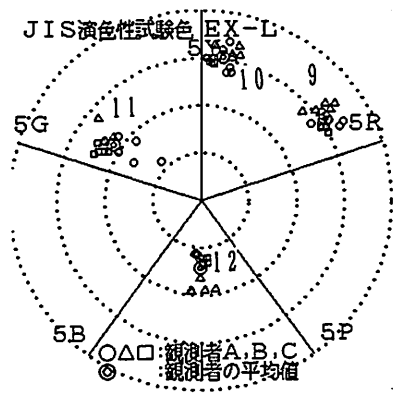 JIS演色性試験色 EX-L
5Y
10
9
11
5G
5R
12
5B
5P
○△□:観測者A,B,C
◎ :観測者の平均値